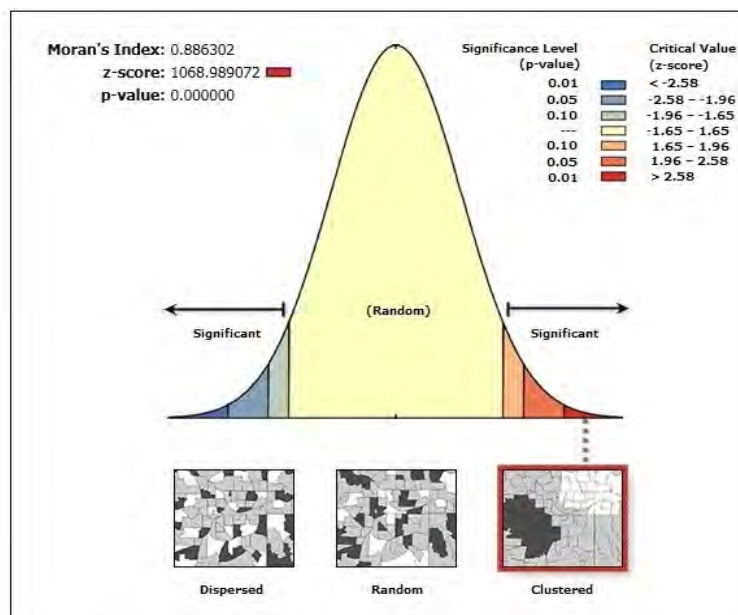 Moran's Index: 0.886302
z-score: 1068.989072
p-value: 0.000000
Significance Level
(p-value)
Critical Value
(z-score)
0.01 < -2.58
0.05 -2.58 – -1.96
0.10 -1.96 – -1.65
--- -1.65 – 1.65
0.10 1.65 – 1.96
0.05 1.96 – 2.58
0.01 > 2.58
Significant
(Random)
Significant
Dispersed
Random
Clustered